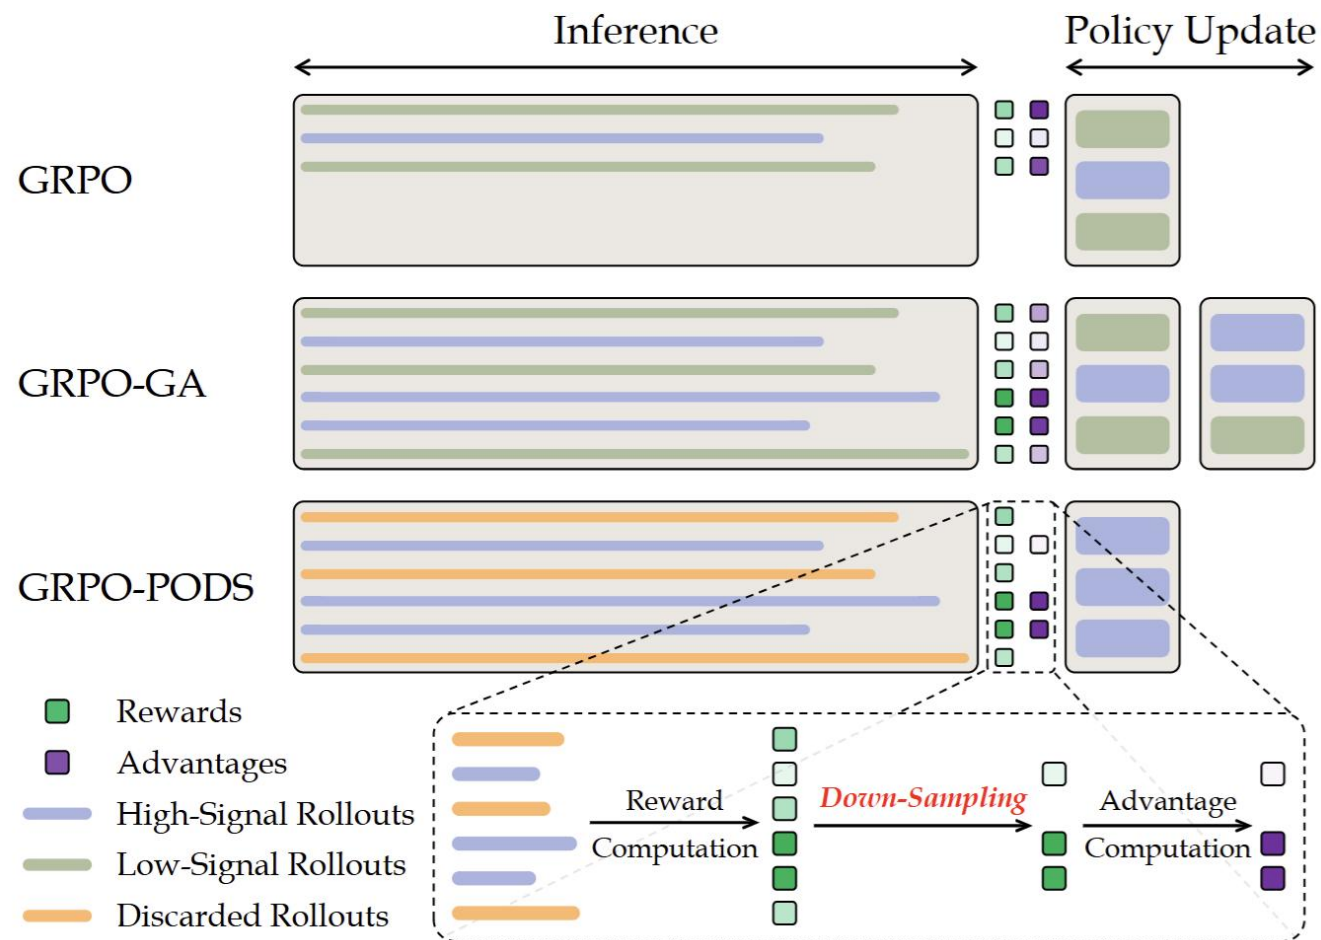 Inference
Policy Update
GRPO
GRPO-GA
GRPO-PODS
Rewards
Advantages
High-Signal Rollouts
Low-Signal Rollouts
Discarded Rollouts
Reward
Computation
Down-Sampling
Advantage
Computation